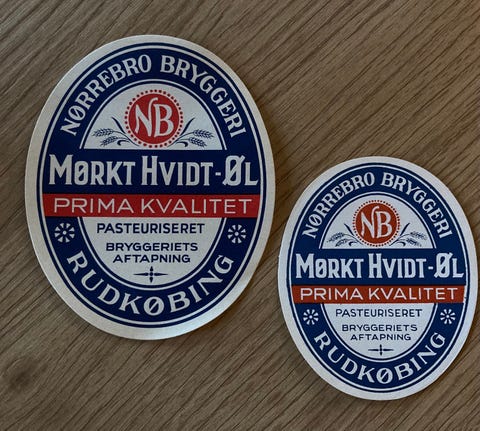 NØRREBRO BRYGGERI
NB
MØRKT HVIDT-ØL
PRIMA KVALITET
PASTEURISERET
BRYGGERIETS
AFTAPNING
RUDKØBING
NØRREBRO BRYGGERI
NB
MØRKT HVIDT-ØL
PRIMA KVALITET
PASTEURISERET
BRYGGERIETS
AFTAPNING
RUDKØBING